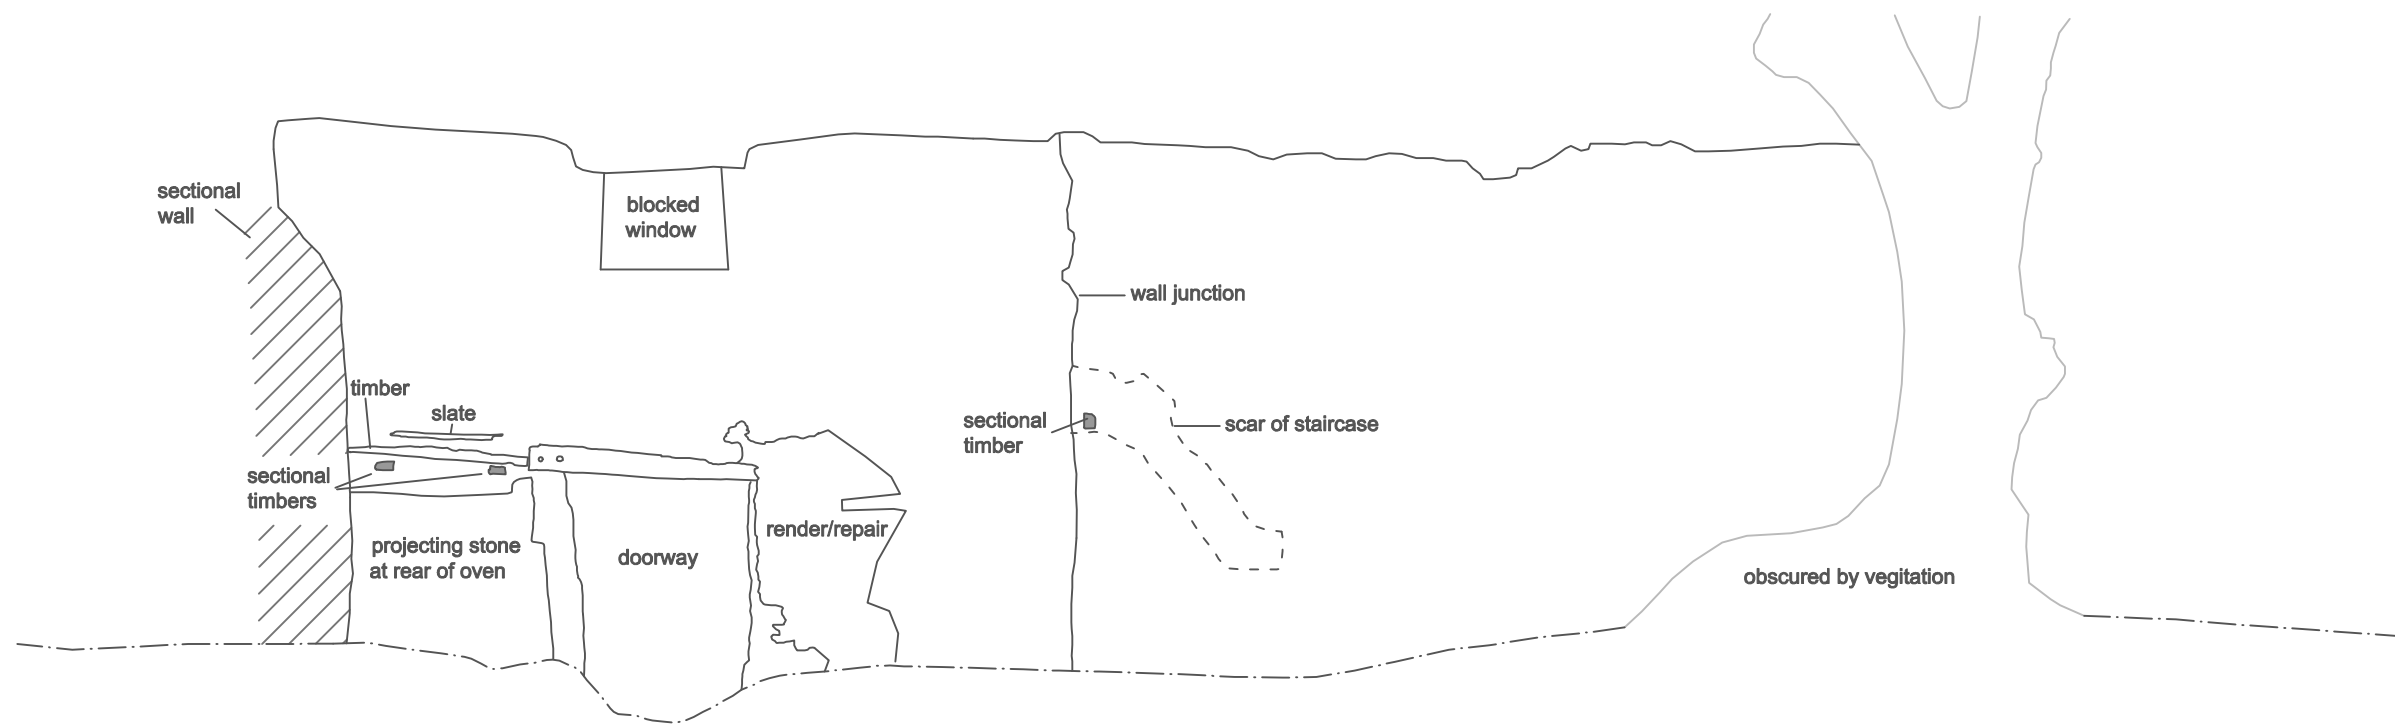 sectional
wall
blocked
window
wall junction
timber
slate
sectional
timber
scar of staircase
sectional
timbers
projecting stone
at rear of oven
doorway
render/repair
obscured by vegitation